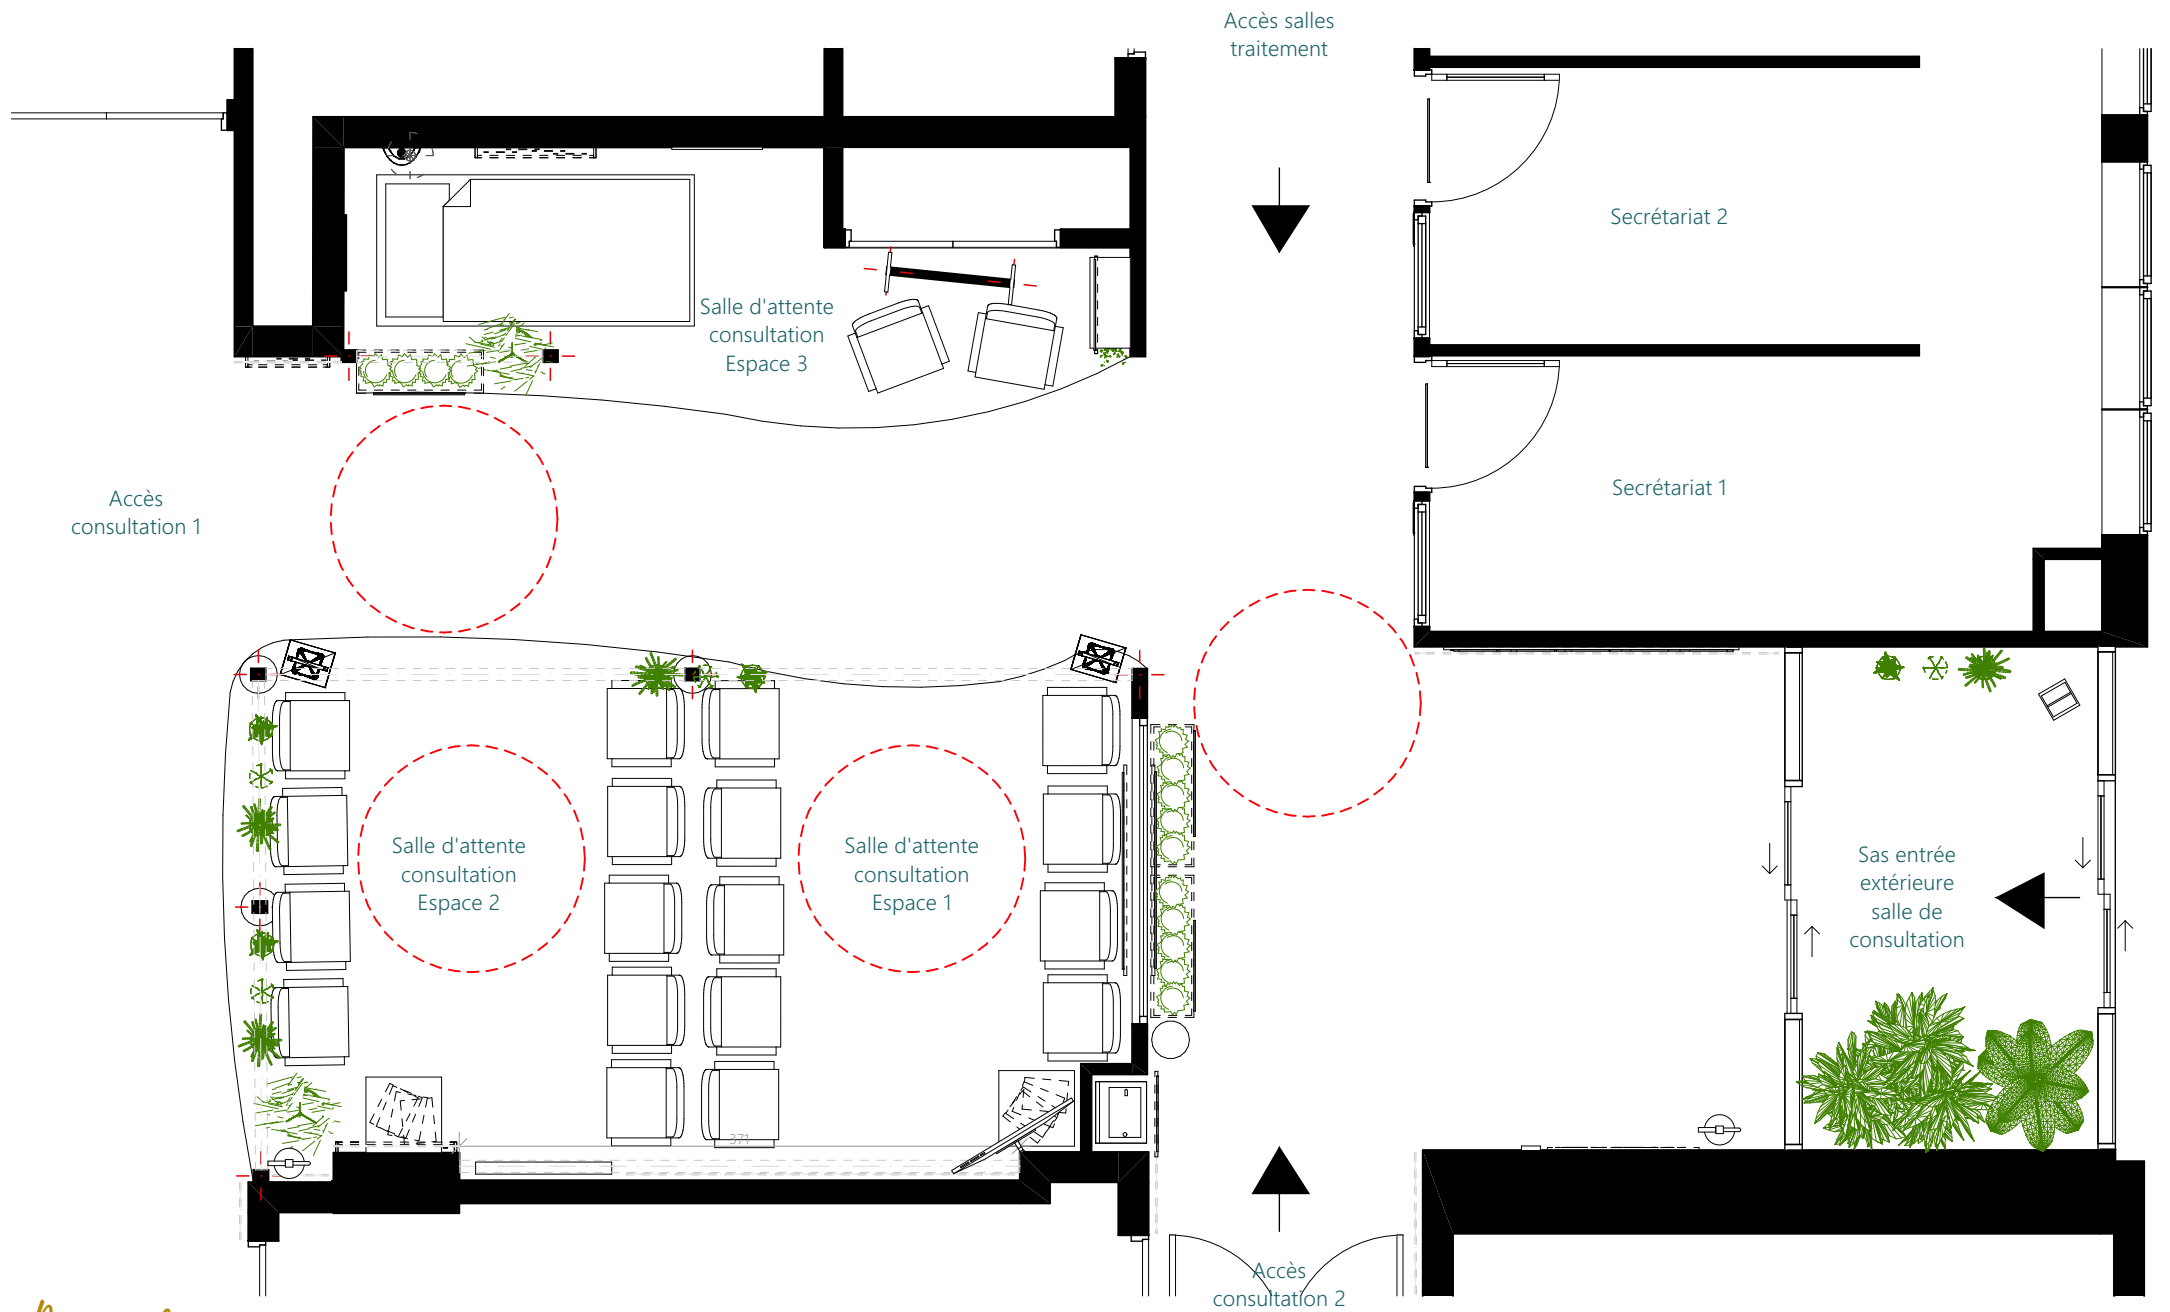 Accès salles
traitement
Secrétariat 2
Salle d'attente
consultation
Espace 3
Accès
consultation 1
Secrétariat 1
Salle d'attente
consultation
Espace 2
Salle d'attente
consultation
Espace 1
Sas entrée
extérieure
salle de
consultation
371
Accès
consultation 2